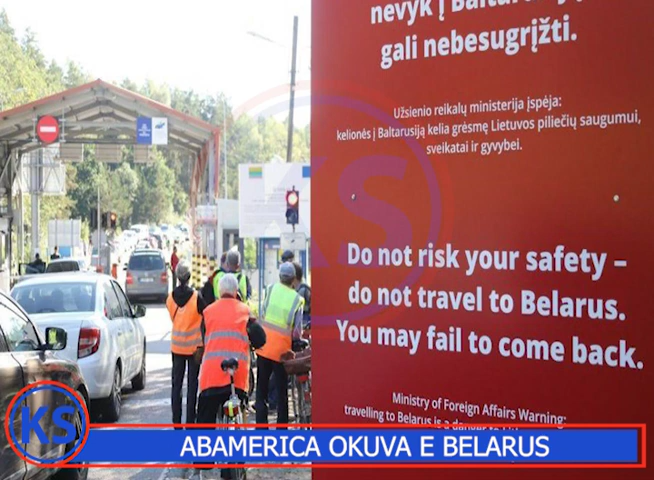 nevyk į Baltarusiją
gali nebesugrįžti.
Užsienio reikalų ministerija įspėja:
kelionės į Baltarusiją kelia grėsmę Lietuvos piliečių saugumui,
sveikatai ir gyvybei.
Do not risk your safety –
do not travel to Belarus.
You may fail to come back.
Ministry of Foreign Affairs Warning:
travelling to Belarus is a danger to
KS
KS
ABAMERICA OKUVA E BELARUS